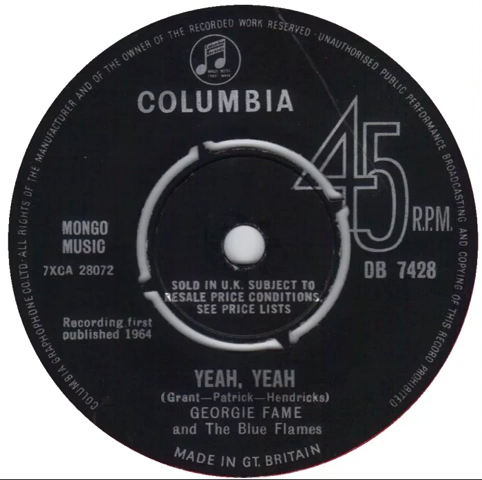 COLUMBIA GRAPHOPHONE CO. LTD.-ALL RIGHTS OF THE MANUFACTURER AND OF THE OWNER OF THE RECORDED WORK RESERVED-UNAUTHORISED PUBLIC PERFORMANCE BROADCASTING AND COPYING OF THIS RECORD PROHIBITED
COLUMBIA
45
R.P.M.
MONGO
MUSIC
7XCA 28072
DB 7428
SOLD IN U.K. SUBJECT TO
RESALE PRICE CONDITIONS,
SEE PRICE LISTS
Recording first
published 1964
YEAH, YEAH
(Grant—Patrick—Hendricks)
GEORGIE FAME
and The Blue Flames
MADE IN GT. BRITAIN